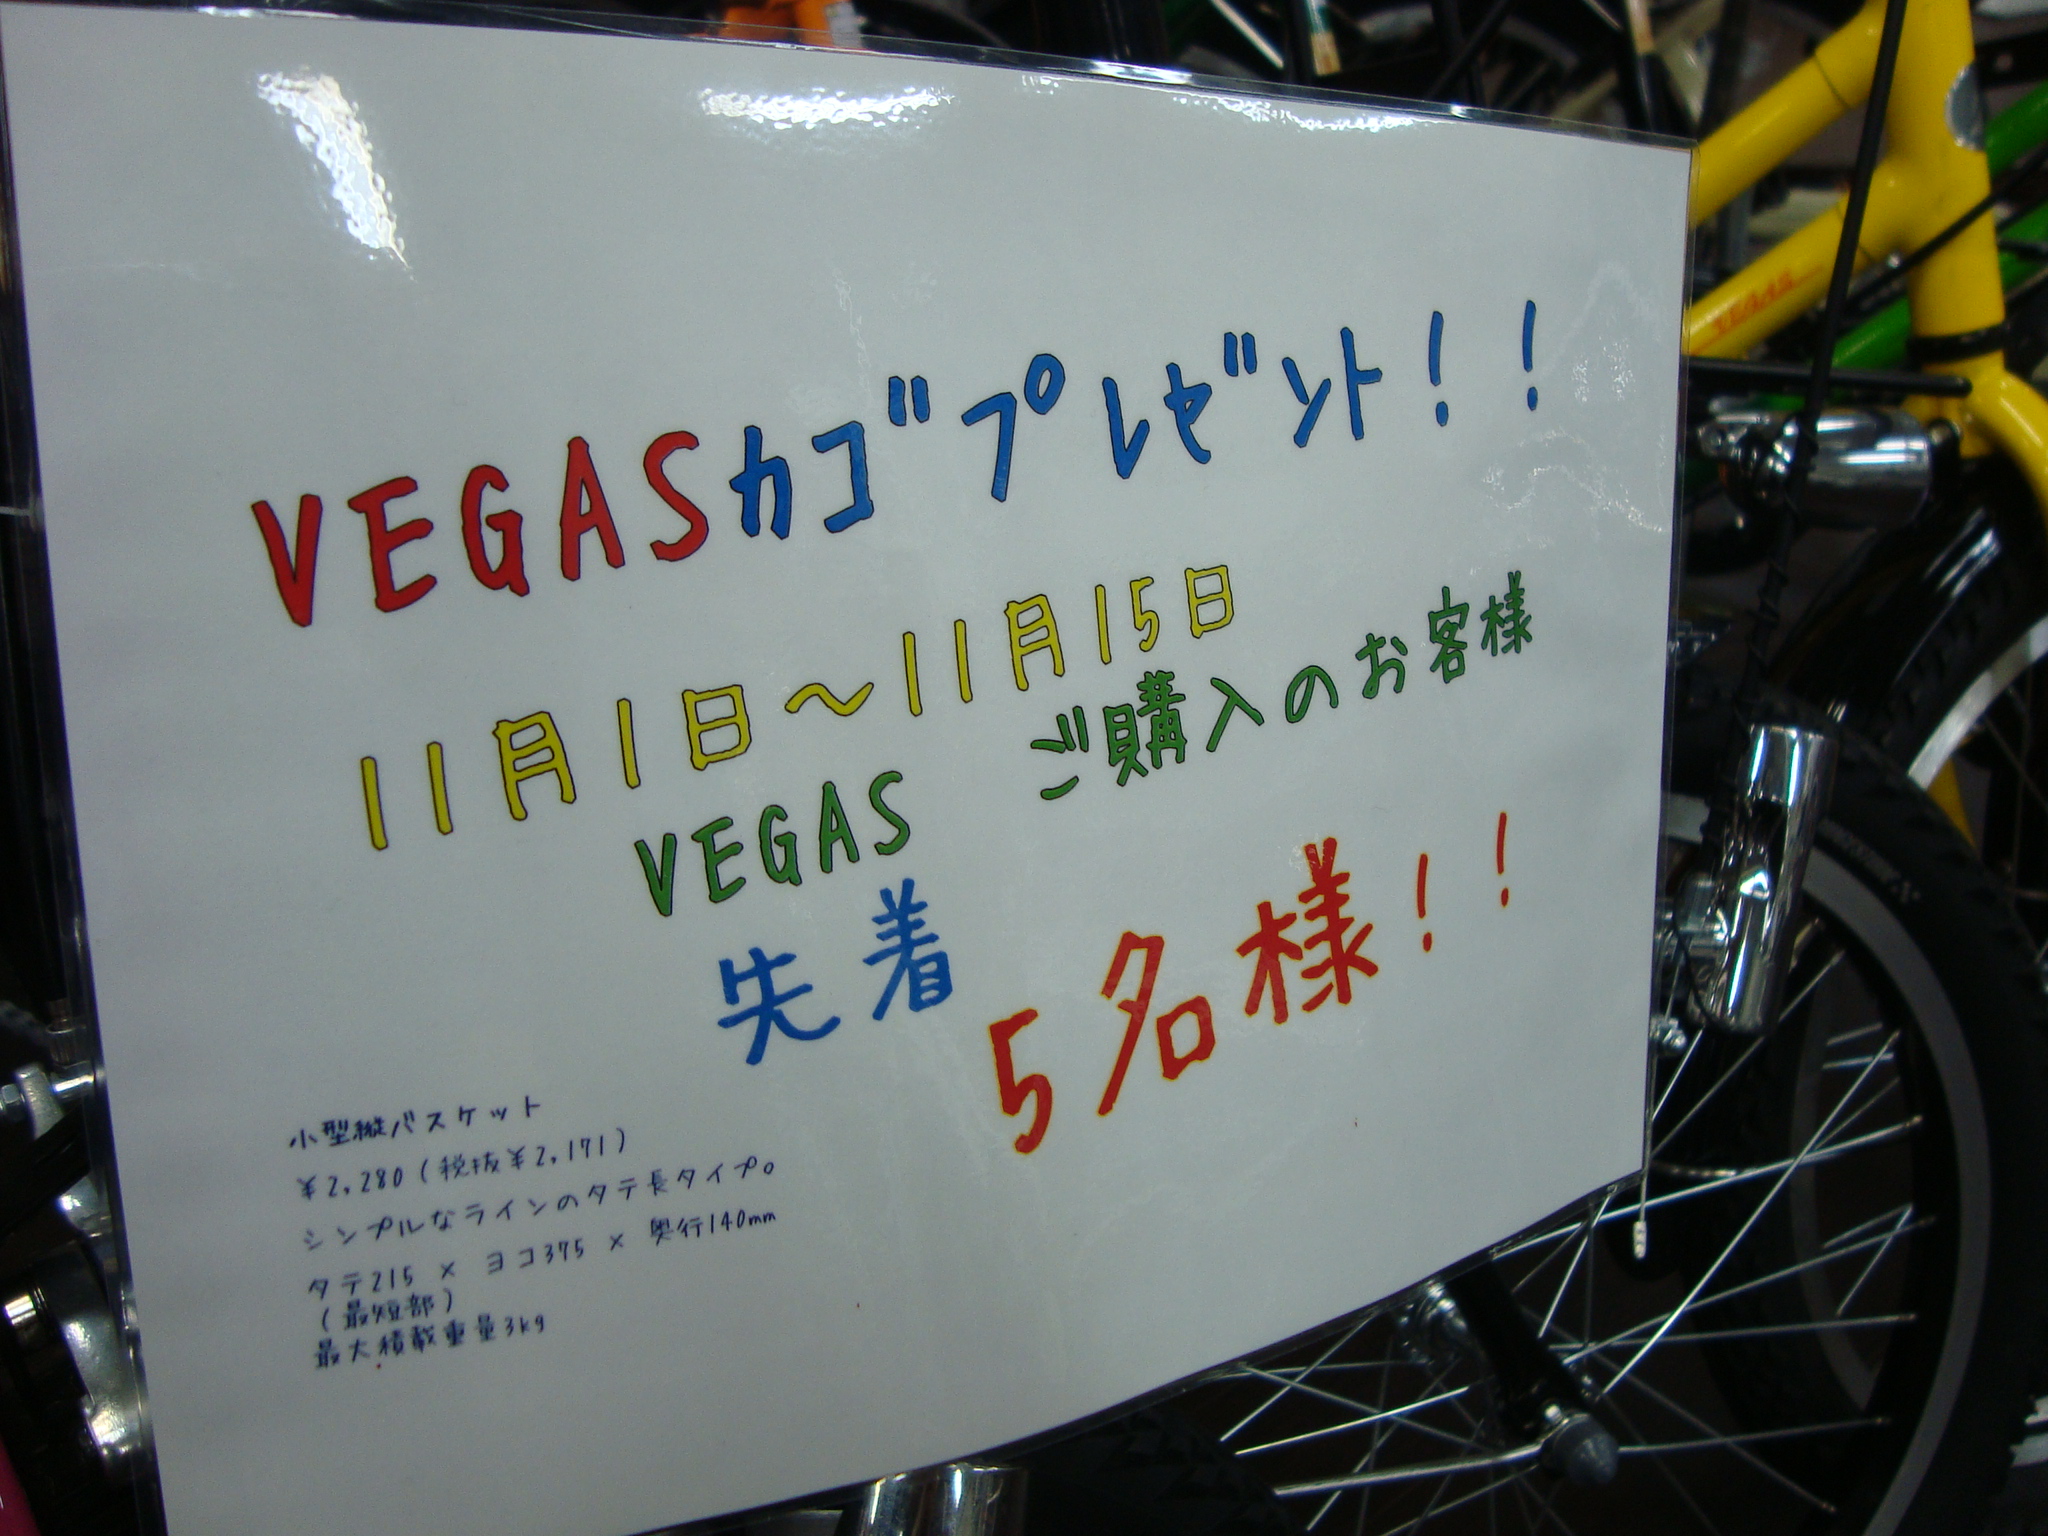 VEGASカゴプレゼント！！
11月1日～11月15日
VEGAS ご購入のお客様
先着 5名様！！
小型縦バスケット
¥2,280(税抜¥2,171)
シンプルなラインのタテ長タイプ。
タテ215 × ヨコ375 × 奥行140mm
(最短部)
最大積載重量3kg
VEGAS